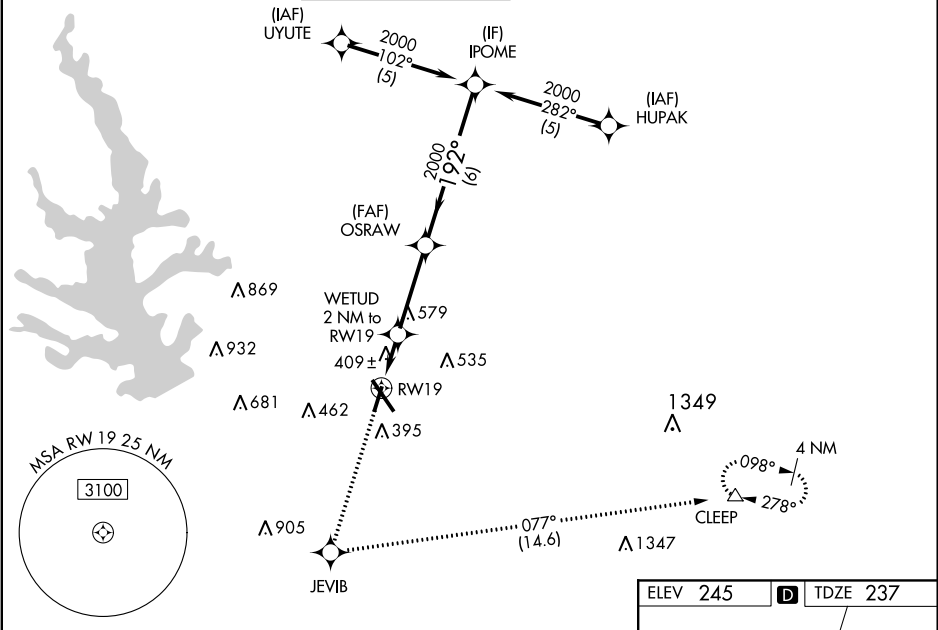 (IAF)
UYUTE
2000
102°
(5)
(IF)
IPOME
2000
282°
(5)
(IAF)
HUPAK
2000
192°
(6)
(FAF)
OSRAW
869
WETUD
2 NM to
RW19
579
932
409±
535
RW19
681
462
395
1349
MSA RW 19 25 NM
3100
4 NM
098°
278°
CLEEP
905
077°
(14.6)
1347
JEVIB
ELEV 245 D TDZE 237